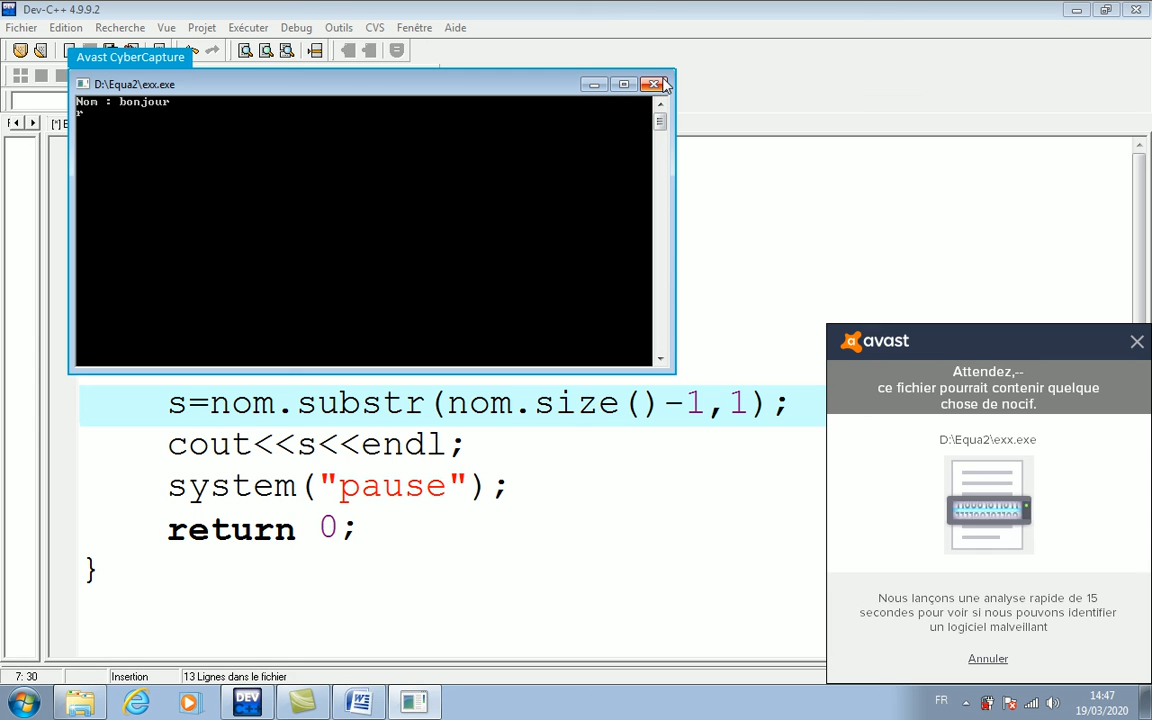 Dev-C++ 4.9.9.2
Fichier Edition Recherche Vue Projet Exécuter Debug Outils CVS Fenêtre Aide
Avast CyberCapture
D:\Equa2\exx.exe
Nom : bonjour
r
[*]
s=nom.substr(nom.size()-1,1);
cout<<s<<endl;
system("pause");
return 0;
}
avast
Attendez,--
ce fichier pourrait contenir quelque
chose de nocif.
D:\Equa2\exx.exe
Nous lançons une analyse rapide de 15
secondes pour voir si nous pouvons identifier
un logiciel malveillant
Annuler
7: 30 Insertion 13 Lignes dans le fichier
DEV C++
FR
14:47
19/03/2020